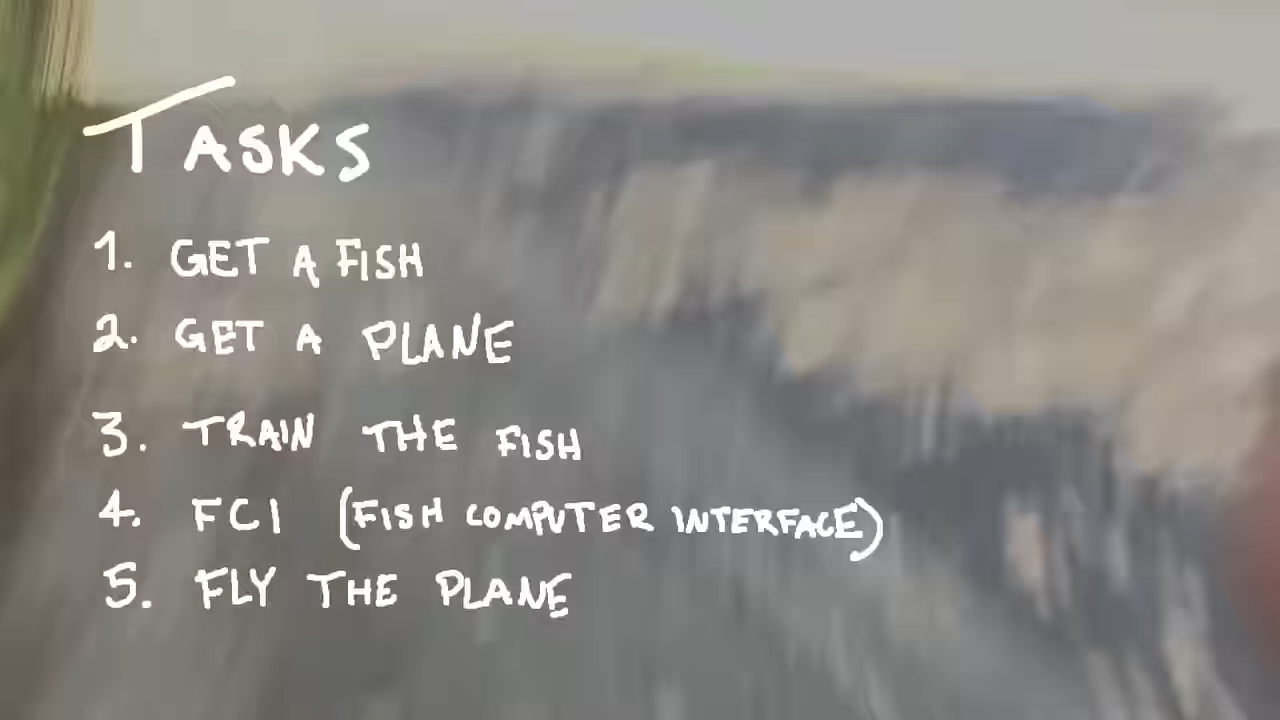 TASKS
1. GET A FISH
2. GET A PLANE
3. TRAIN THE FISH
4. FCI (FISH COMPUTER INTERFACE)
5. FLY THE PLANE